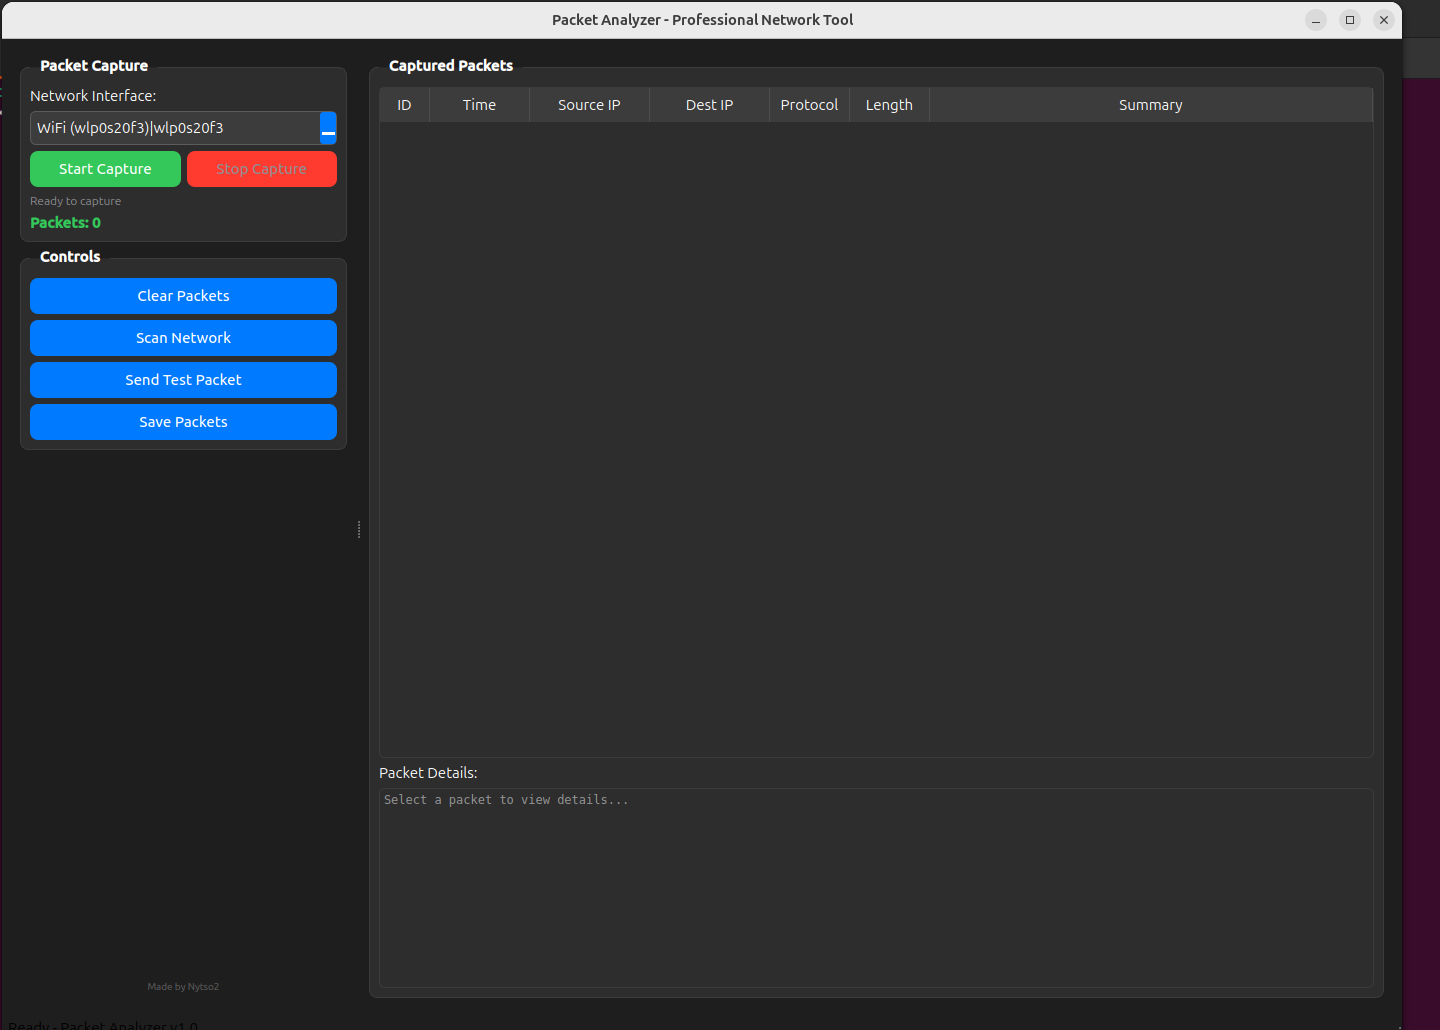 Packet Analyzer - Professional Network Tool
Packet Capture
Network Interface:
WiFi (wlp0s20f3)|wlp0s20f3
Start Capture
Stop Capture
Ready to capture
Packets: 0
Controls
Clear Packets
Scan Network
Send Test Packet
Save Packets
Made by Nytso2
Captured Packets
ID Time Source IP Dest IP Protocol Length Summary
Packet Details:
Select a packet to view details...
Ready - Packet Analyzer v1.0